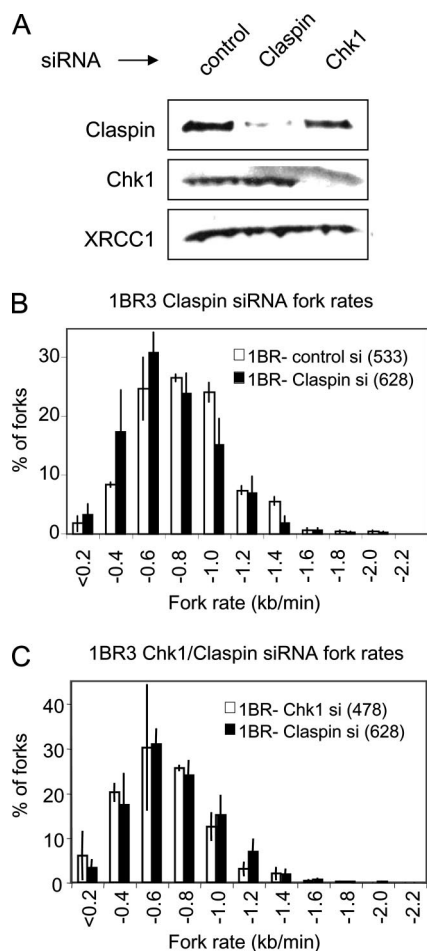 A
siRNA → control Claspin Chk1
Claspin
Chk1
XRCC1
B
1BR3 Claspin siRNA fork rates
1BR- control si (533)
1BR- Claspin si (628)
% of forks
30
20
10
0
<0.2 -0.4 -0.6 -0.8 -1.0 -1.2 -1.4 -1.6 -1.8 -2.0 -2.2
Fork rate (kb/min)
C
1BR3 Chk1/Claspin siRNA fork rates
1BR- Chk1 si (478)
1BR- Claspin si (628)
% of forks
40
30
20
10
0
<0.2 -0.4 -0.6 -0.8 -1.0 -1.2 -1.4 -1.6 -1.8 -2.0 -2.2
Fork rate (kb/min)